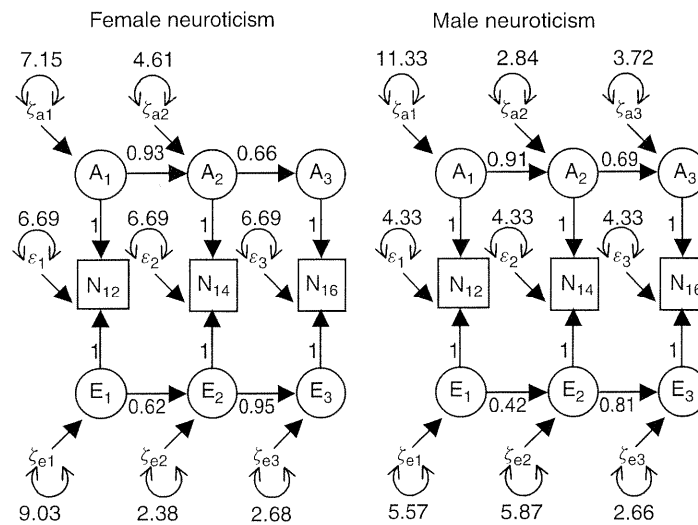 Female neuroticism Male neuroticism
7.15 4.61 11.33 2.84 3.72
ζa1 ζa2 ζa1 ζa2 ζa3
0.93 0.66 0.91 0.69
A1 A2 A3 A1 A2 A3
6.69 1 6.69 1 6.69 1 4.33 1 4.33 1 4.33 1
ε1 ε2 ε3 ε1 ε2 ε3
N12 N14 N16 N12 N14 N16
1 1 1 1 1 1
E1 E2 E3 E1 E2 E3
0.62 0.95 0.42 0.81
ζe1 ζe2 ζe3 ζe1 ζe2 ζe3
9.03 2.38 2.68 5.57 5.87 2.66